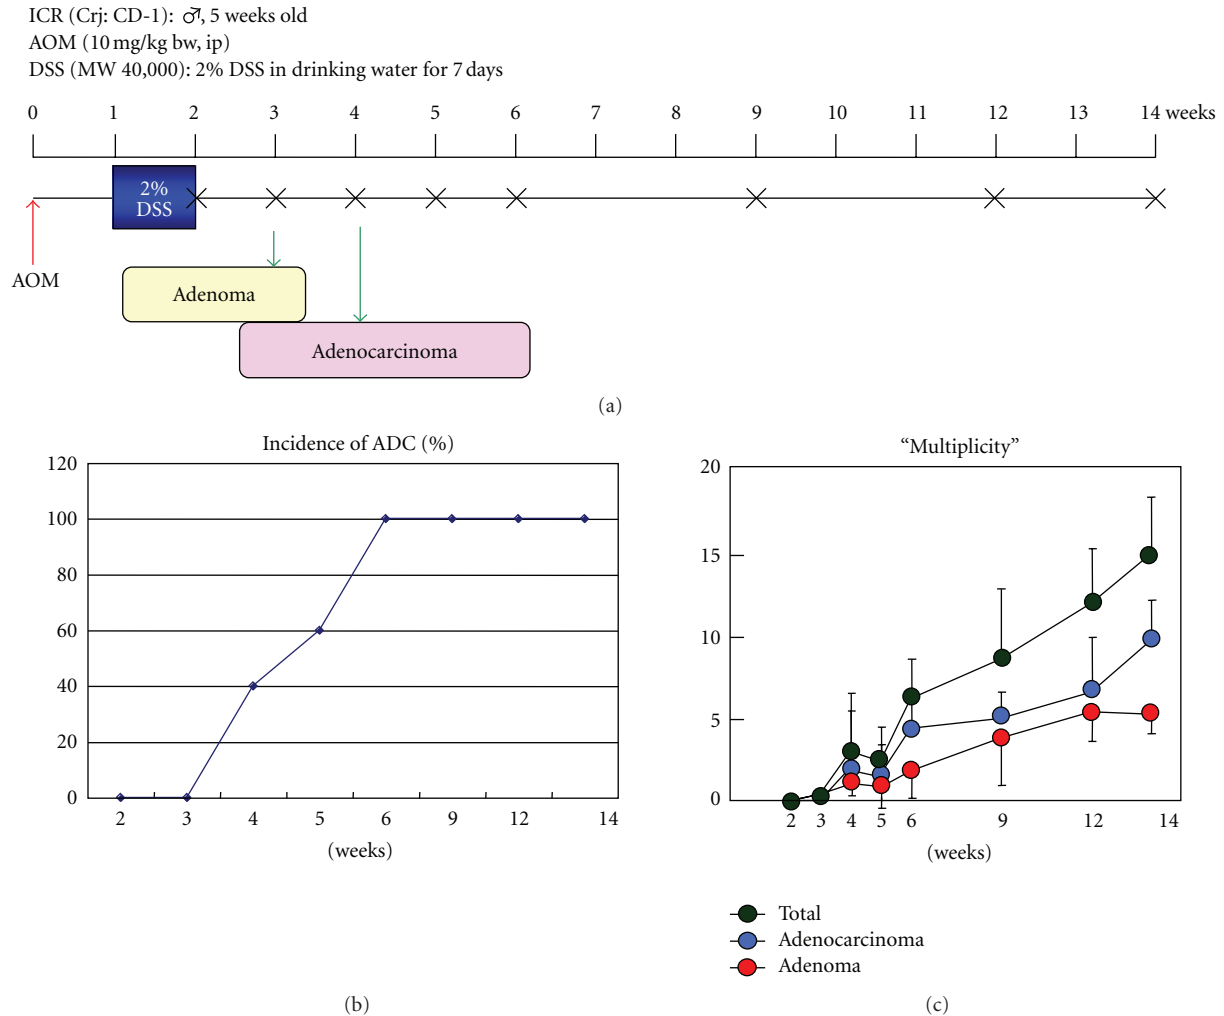 ICR (Crj: CD-1): ♂, 5 weeks old
AOM (10 mg/kg bw, ip)
DSS (MW 40,000): 2% DSS in drinking water for 7 days
0 1 2 3 4 5 6 7 8 9 10 11 12 13 14 weeks
2%
DSS
AOM
Adenoma
Adenocarcinoma
(a)
Incidence of ADC (%)
120
100
80
60
40
20
0
2 3 4 5 6 9 12 14
(weeks)
(b)
“Multiplicity”
20
15
10
5
0
2 3 4 5 6 9 12 14
(weeks)
Total
Adenocarcinoma
Adenoma
(c)